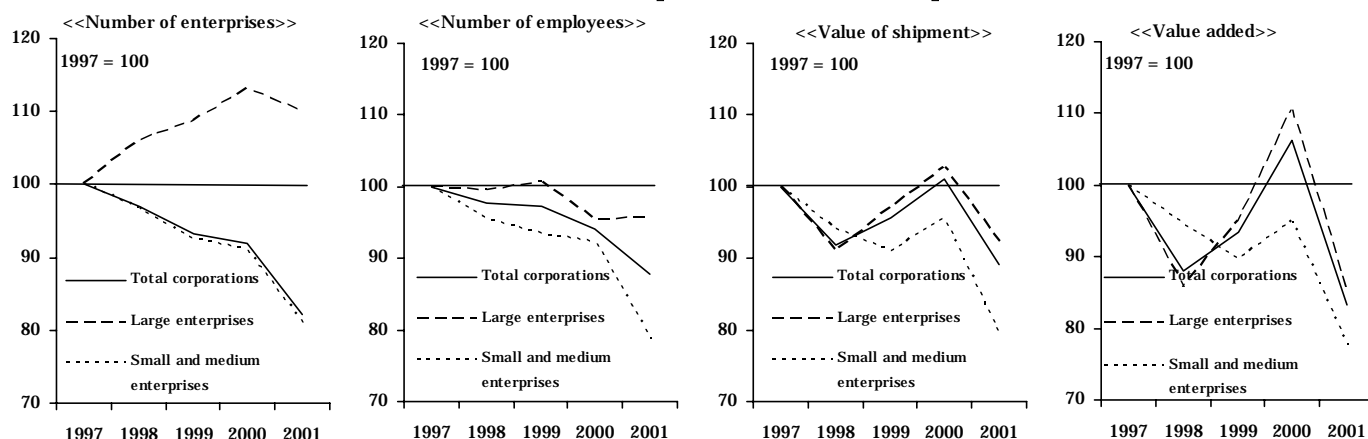 <<Number of enterprises>>
120
1997 = 100
110
100
90
Total corporations
Large enterprises
80
Small and medium
enterprises
70
1997 1998 1999 2000 2001
<<Number of employees>>
120
1997 = 100
110
100
90
Total corporations
Large enterprises
80
Small and medium
enterprises
70
1997 1998 1999 2000 2001
<<Value of shipment>>
120
1997 = 100
110
100
90
Total corporations
Large enterprises
80
Small and medium
enterprises
70
1997 1998 1999 2000 2001
<<Value added>>
120
1997 = 100
110
100
90
Total corporations
Large enterprises
80
Small and medium
enterprises
70
1997 1998 1999 2000 2001